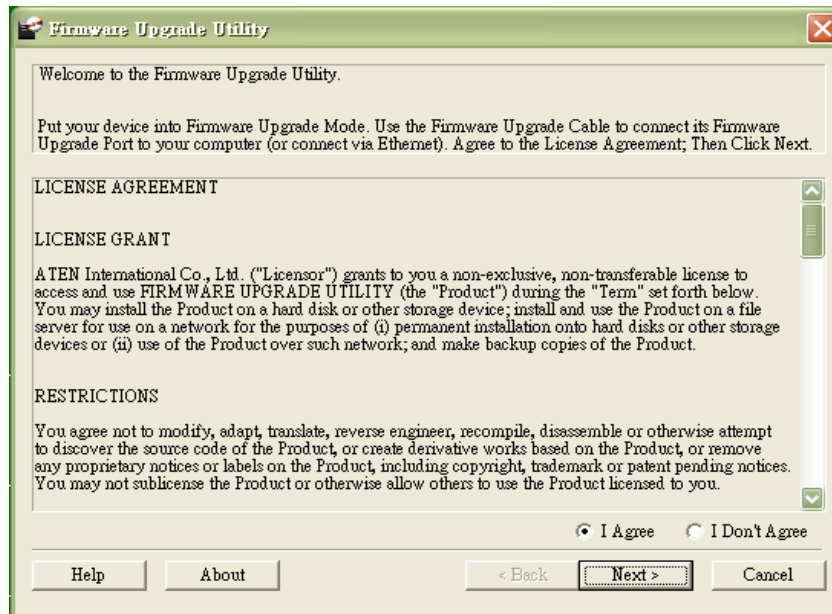 Firmware Upgrade Utility
Welcome to the Firmware Upgrade Utility.
Put your device into Firmware Upgrade Mode. Use the Firmware Upgrade Cable to connect its Firmware
Upgrade Port to your computer (or connect via Ethernet). Agree to the License Agreement; Then Click Next.
LICENSE AGREEMENT
LICENSE GRANT
ATEN International Co., Ltd. ("Licensor") grants to you a non-exclusive, non-transferable license to
access and use FIRMWARE UPGRADE UTILITY (the "Product") during the "Term" set forth below.
You may install the Product on a hard disk or other storage device; install and use the Product on a file
server for use on a network for the purposes of (i) permanent installation onto hard disks or other storage
devices or (ii) use of the Product over such network; and make backup copies of the Product.
RESTRICTIONS
You agree not to modify, adapt, translate, reverse engineer, recompile, disassemble or otherwise attempt
to discover the source code of the Product, or create derivative works based on the Product, or remove
any proprietary notices or labels on the Product, including copyright, trademark or patent pending notices.
You may not sublicense the Product or otherwise allow others to use the Product licensed to you.
I Agree I Don't Agree
Help About < Back Next > Cancel